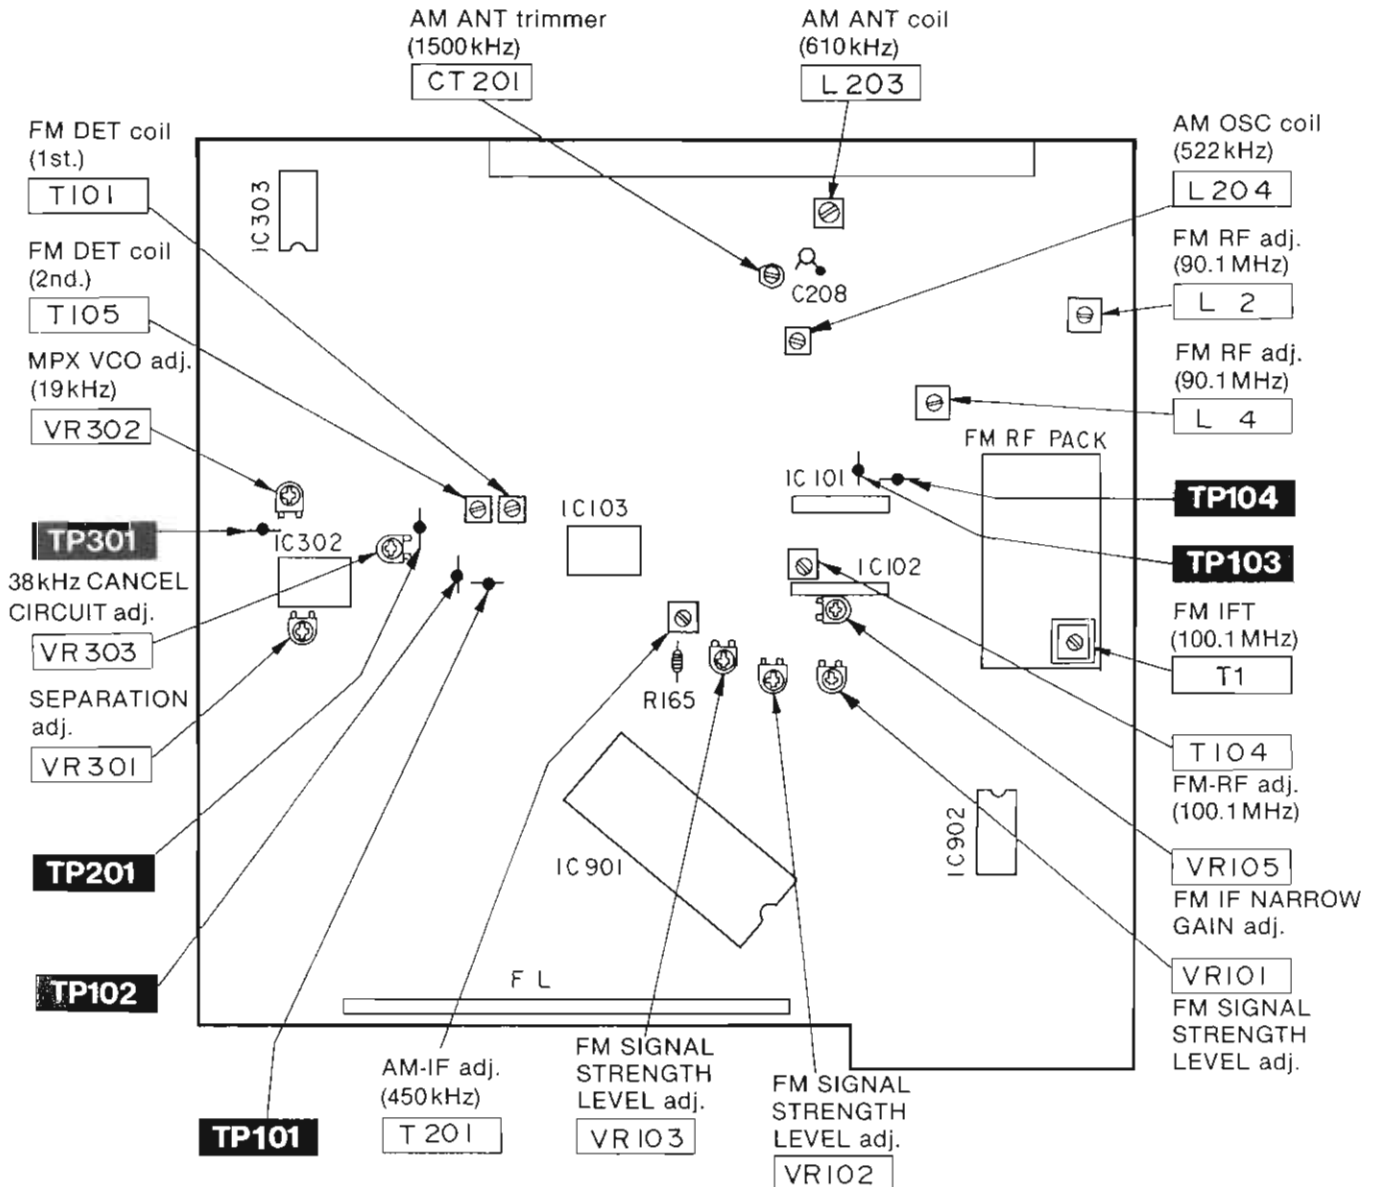 AM ANT trimmer
(1500kHz)
CT201
AM ANT coil
(610kHz)
L203
FM DET coil
(1st.)
T101
FM DET coil
(2nd.)
T105
MPX VCO adj.
(19kHz)
VR302
TP301
38kHz CANCEL
CIRCUIT adj.
VR303
SEPARATION
adj.
VR301
TP201
TP102
TP101
IC303
C208
IC302
IC103
IC101
IC102
FM RF PACK
R165
IC901
IC902
FL
AM OSC coil
(522kHz)
L204
FM RF adj.
(90.1MHz)
L 2
FM RF adj.
(90.1MHz)
L 4
TP104
TP103
FM IFT
(100.1MHz)
T1
T104
FM-RF adj.
(100.1MHz)
VR105
FM IF NARROW
GAIN adj.
VR101
FM SIGNAL
STRENGTH
LEVEL adj.
AM-IF adj.
(450kHz)
T201
FM SIGNAL
STRENGTH
LEVEL adj.
VR103
FM SIGNAL
STRENGTH
LEVEL adj.
VR102